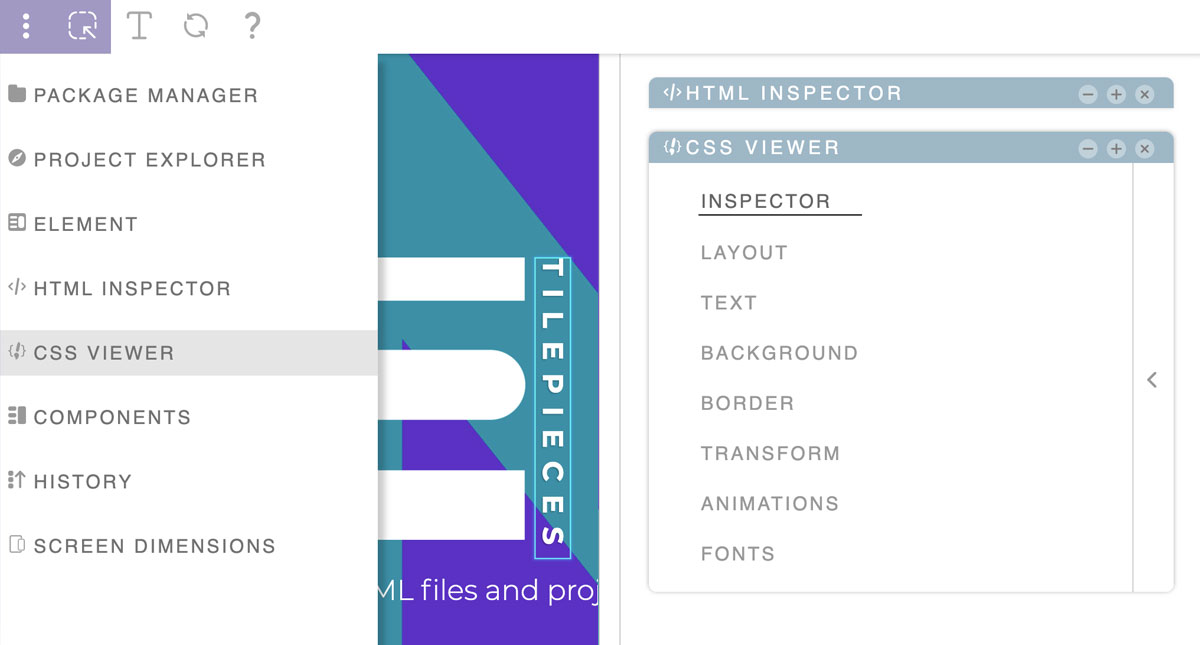 ?
PACKAGE MANAGER
PROJECT EXPLORER
ELEMENT
</> HTML INSPECTOR
CSS VIEWER
COMPONENTS
HISTORY
SCREEN DIMENSIONS
TILEPIECES
ML files and proj
</> HTML INSPECTOR
CSS VIEWER
INSPECTOR
LAYOUT
TEXT
BACKGROUND
BORDER
TRANSFORM
ANIMATIONS
FONTS